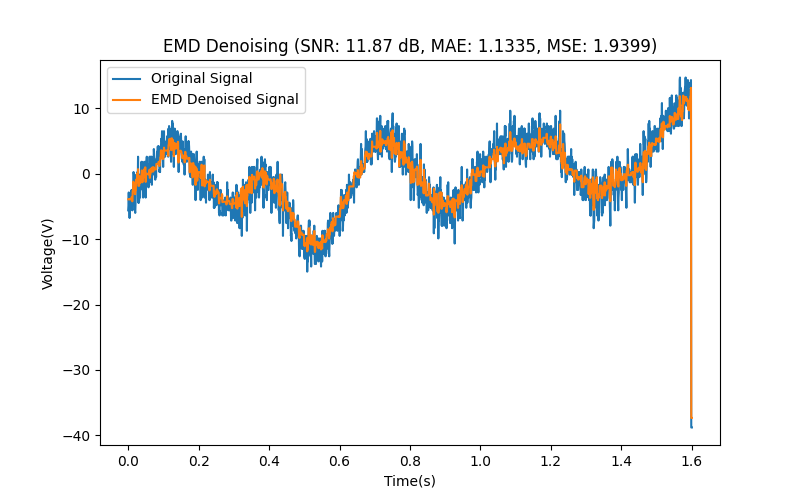 EMD Denoising (SNR: 11.87 dB, MAE: 1.1335, MSE: 1.9399)
Original Signal
EMD Denoised Signal
10
0
−10
−20
−30
−40
Voltage(V)
0.0 0.2 0.4 0.6 0.8 1.0 1.2 1.4 1.6
Time(s)